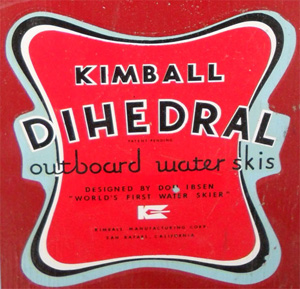 KIMBALL
DIHEDRAL
PATENT PENDING
outboard water skis
DESIGNED BY DON IBSEN
"WORLD'S FIRST WATER SKIER"
K
KIMBALL MANUFACTURING CORP
SAN RAFAEL, CALIFORNIA